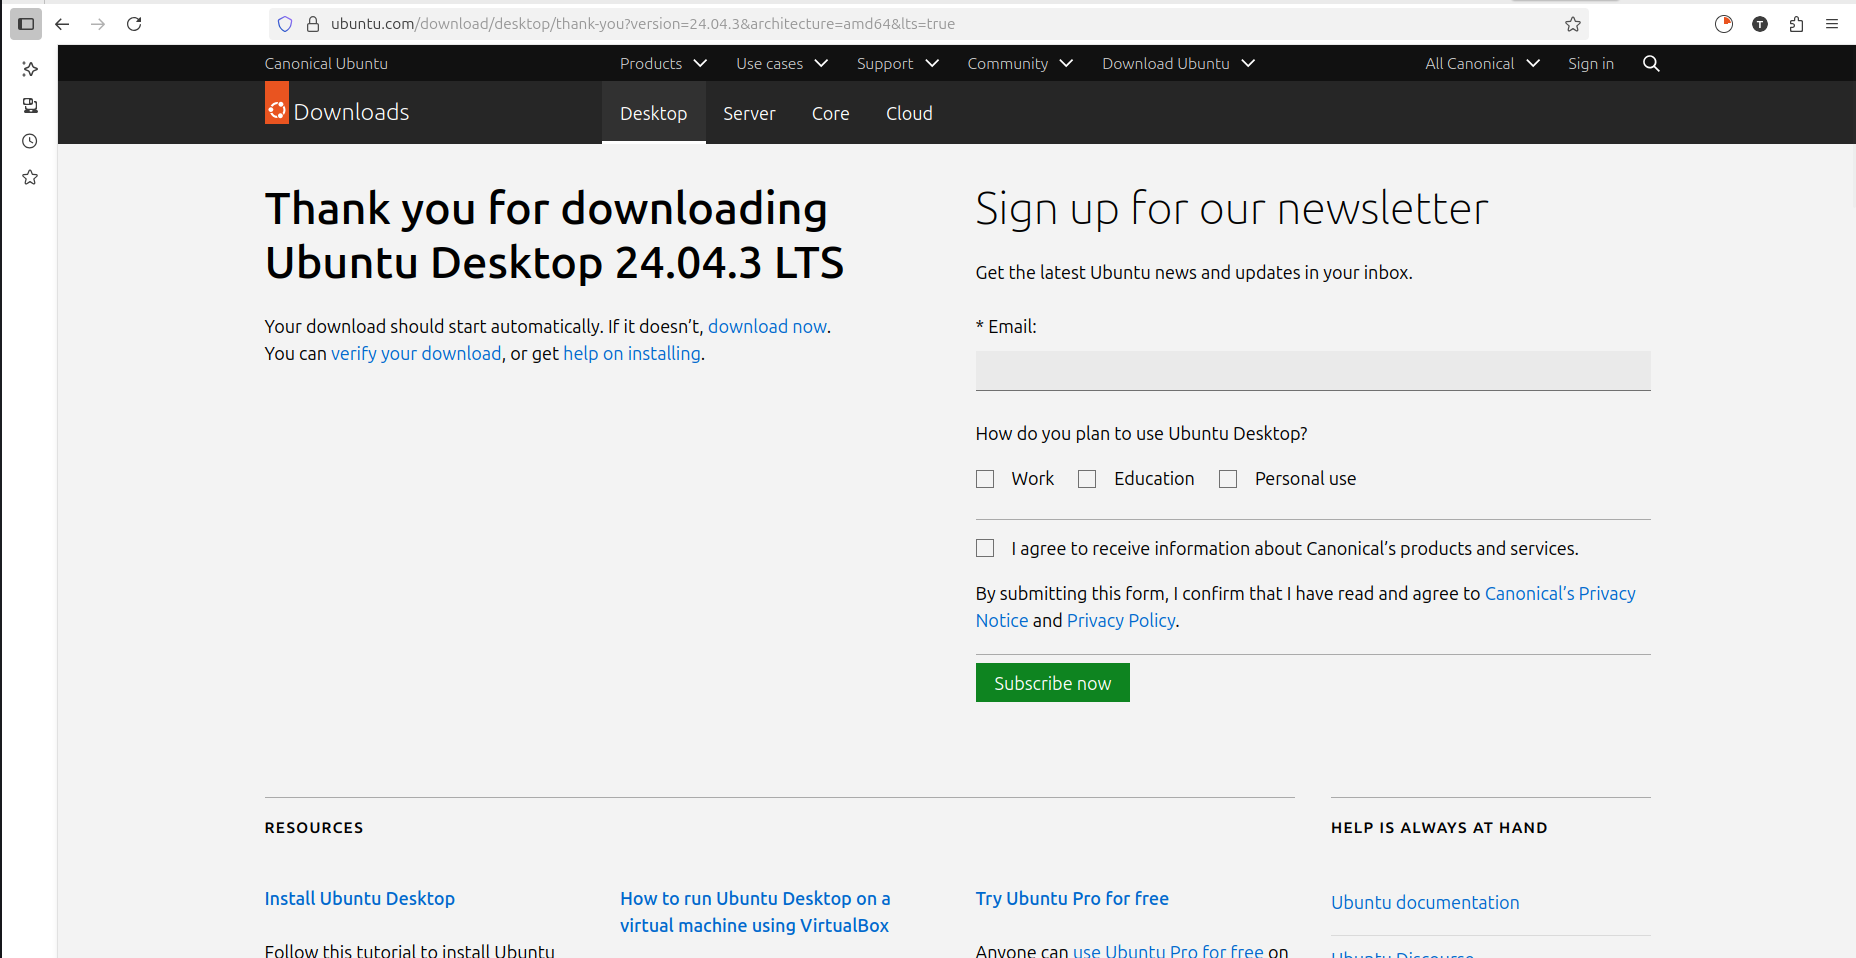 ubuntu.com/download/desktop/thank-you?version=24.04.3&architecture=amd64&lts=true
T
Canonical Ubuntu
Products
Use cases
Support
Community
Download Ubuntu
All Canonical
Sign in
Downloads
Desktop
Server
Core
Cloud
Thank you for downloading
Ubuntu Desktop 24.04.3 LTS
Your download should start automatically. If it doesn’t, download now.
You can verify your download, or get help on installing.
Sign up for our newsletter
Get the latest Ubuntu news and updates in your inbox.
* Email:
How do you plan to use Ubuntu Desktop?
Work
Education
Personal use
I agree to receive information about Canonical’s products and services.
By submitting this form, I confirm that I have read and agree to Canonical’s Privacy
Notice and Privacy Policy.
Subscribe now
RESOURCES
Install Ubuntu Desktop
Follow this tutorial to install Ubuntu
How to run Ubuntu Desktop on a
virtual machine using VirtualBox
Try Ubuntu Pro for free
Anyone can use Ubuntu Pro for free on
HELP IS ALWAYS AT HAND
Ubuntu documentation
Ubuntu Discourse